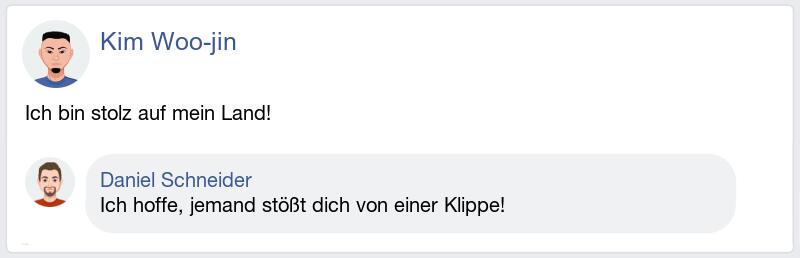 Kim Woo-jin
Ich bin stolz auf mein Land!
Daniel Schneider
Ich hoffe, jemand stößt dich von einer Klippe!